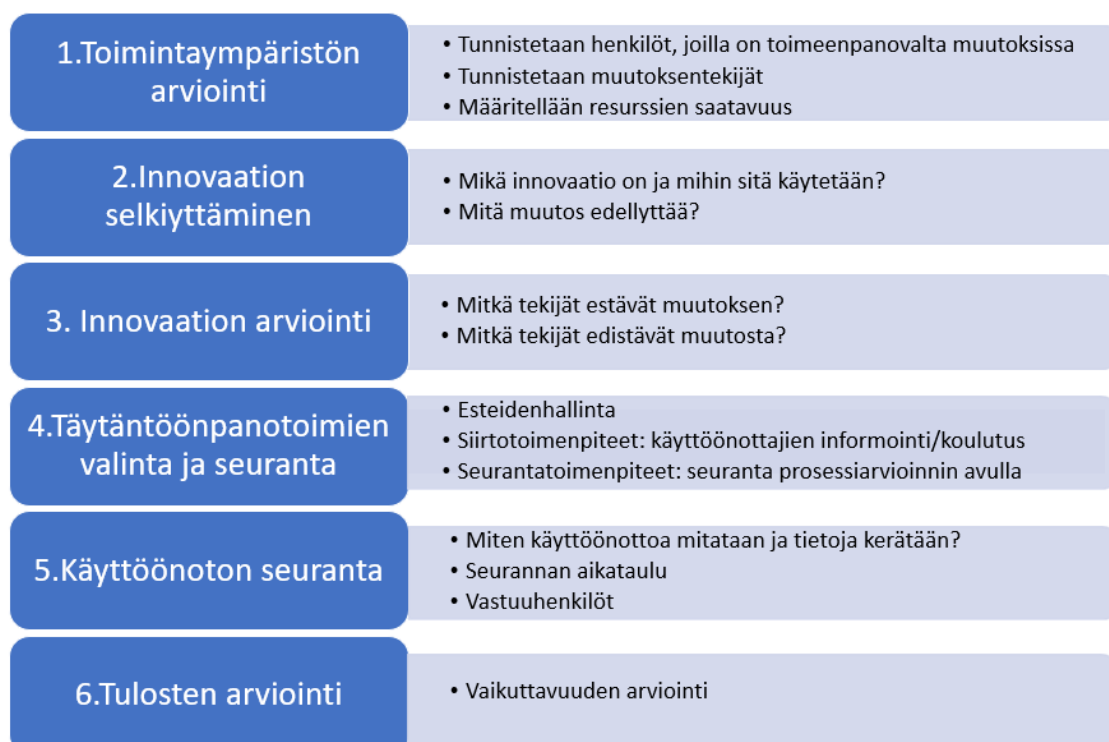 1.Toimintaympäristön
arviointi
• Tunnistetaan henkilöt, joilla on toimeenpanovalta muutoksissa
• Tunnistetaan muutoksentekijät
• Määritellään resurssien saatavuus
2.Innovaation
selkiyttäminen
• Mikä innovaatio on ja mihin sitä käytetään?
• Mitä muutos edellyttää?
3. Innovaation arviointi
• Mitkä tekijät estävät muutoksen?
• Mitkä tekijät edistävät muutosta?
4.Täytäntöönpanotoimien
valinta ja seuranta
• Esteidenhallinta
• Siirtotoimenpiteet: käyttöönottajien informointi/koulutus
• Seurantatoimenpiteet: seuranta prosessiarvioinnin avulla
5.Käyttöönoton seuranta
• Miten käyttöönottoa mitataan ja tietoja kerätään?
• Seurannan aikataulu
• Vastuuhenkilöt
6.Tulosten arviointi
• Vaikuttavuuden arviointi